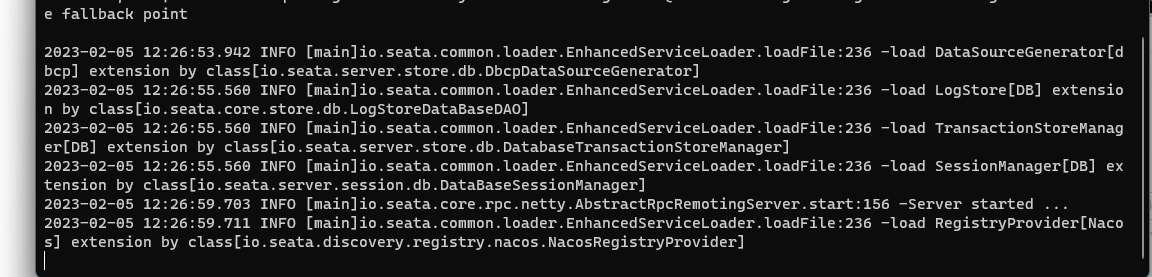 e fallback point
2023-02-05 12:26:53.942 INFO [main]io.seata.common.loader.EnhancedServiceLoader.loadFile:236 -load DataSourceGenerator[d
bcp] extension by class[io.seata.server.store.db.DbcpDataSourceGenerator]
2023-02-05 12:26:55.560 INFO [main]io.seata.common.loader.EnhancedServiceLoader.loadFile:236 -load LogStore[DB] extensio
n by class[io.seata.core.store.db.LogStoreDataBaseDAO]
2023-02-05 12:26:55.560 INFO [main]io.seata.common.loader.EnhancedServiceLoader.loadFile:236 -load TransactionStoreManag
er[DB] extension by class[io.seata.server.store.db.DatabaseTransactionStoreManager]
2023-02-05 12:26:55.560 INFO [main]io.seata.common.loader.EnhancedServiceLoader.loadFile:236 -load SessionManager[DB] ex
tension by class[io.seata.server.session.db.DataBaseSessionManager]
2023-02-05 12:26:59.703 INFO [main]io.seata.core.rpc.netty.AbstractRpcRemotingServer.start:156 -Server started ...
2023-02-05 12:26:59.711 INFO [main]io.seata.common.loader.EnhancedServiceLoader.loadFile:236 -load RegistryProvider[Naco
s] extension by class[io.seata.discovery.registry.nacos.NacosRegistryProvider]